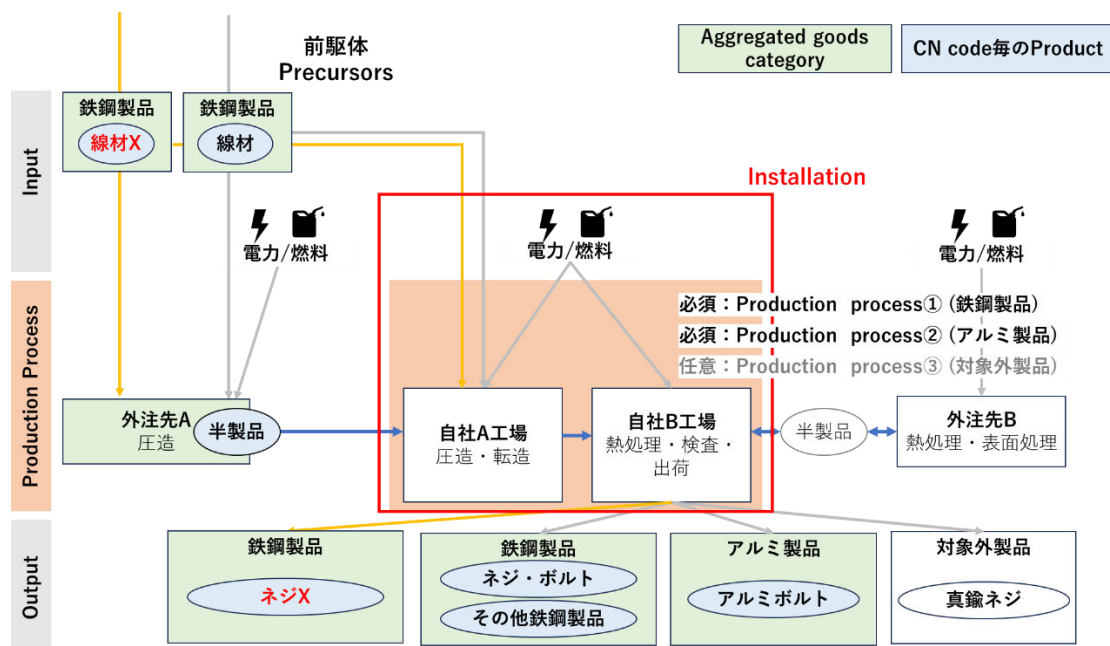 前駆体
Precursors
Aggregated goods
category
CN code毎のProduct
Input
鉄鋼製品
線材X
鉄鋼製品
線材
Installation
電力/燃料
電力/燃料
電力/燃料
Production Process
必須：Production process① (鉄鋼製品)
必須：Production process② (アルミ製品)
任意：Production process③ (対象外製品)
外注先A
圧造
半製品
自社A工場
圧造・転造
自社B工場
熱処理・検査・
出荷
半製品
外注先B
熱処理・表面処理
Output
鉄鋼製品
ネジX
鉄鋼製品
ネジ・ボルト
その他鉄鋼製品
アルミ製品
アルミボルト
対象外製品
真鍮ネジ